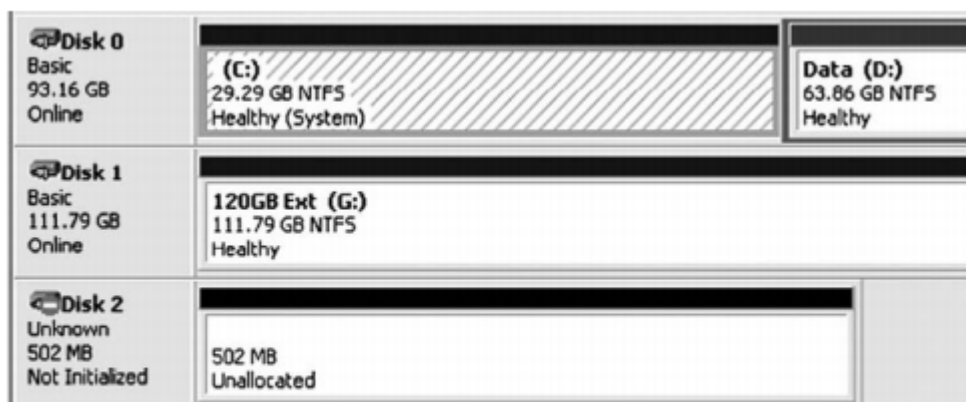 Disk 0
Basic
93.16 GB
Online
(C:)
29.29 GB NTFS
Healthy (System)
Data (D:)
63.86 GB NTFS
Healthy
Disk 1
Basic
111.79 GB
Online
120GB Ext (G:)
111.79 GB NTFS
Healthy
Disk 2
Unknown
502 MB
Not Initialized
502 MB
Unallocated